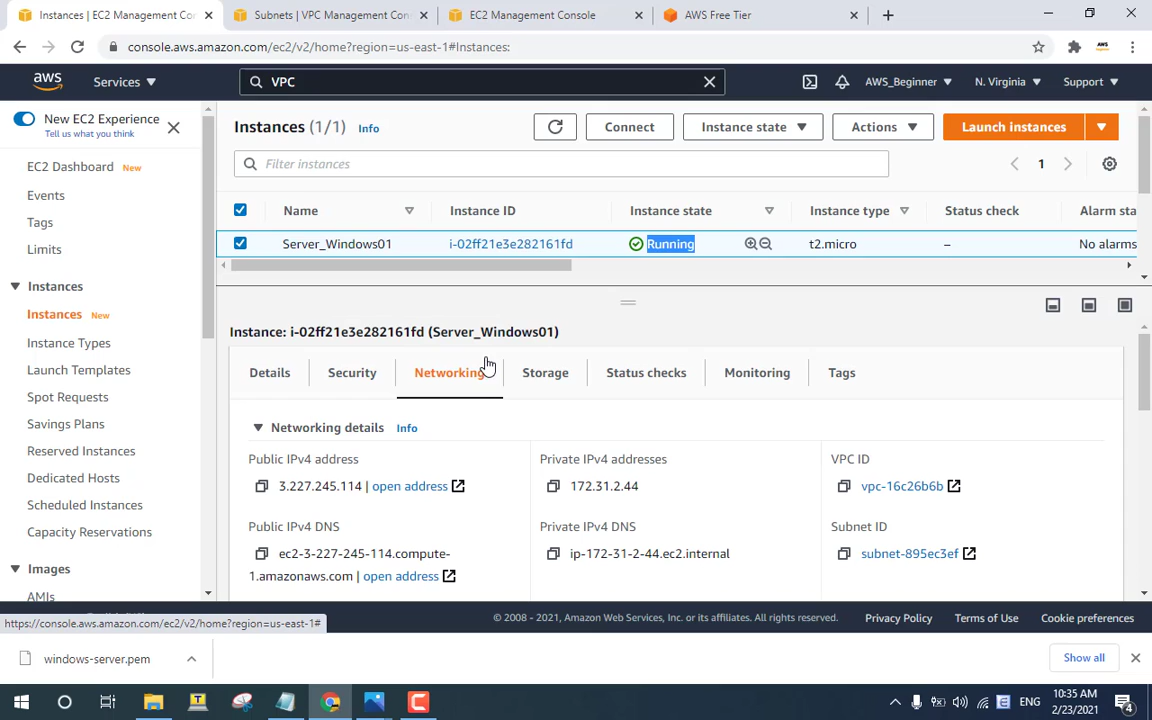 Instances | EC2 Management Con
Subnets | VPC Management Con
EC2 Management Console
AWS Free Tier
console.aws.amazon.com/ec2/v2/home?region=us-east-1#Instances:
aws
Services
VPC
AWS_Beginner
N. Virginia
Support
New EC2 Experience
Tell us what you think
EC2 Dashboard New
Events
Tags
Limits
Instances
Instances New
Instance Types
Launch Templates
Spot Requests
Savings Plans
Reserved Instances
Dedicated Hosts
Scheduled Instances
Capacity Reservations
Images
AMIs
Instances (1/1) Info
Connect
Instance state
Actions
Launch instances
Filter instances
1
Name
Instance ID
Instance state
Instance type
Status check
Alarm sta
Server_Windows01
i-02ff21e3e282161fd
Running
t2.micro
–
No alarms
Instance: i-02ff21e3e282161fd (Server_Windows01)
Details
Security
Networking
Storage
Status checks
Monitoring
Tags
Networking details Info
Public IPv4 address
3.227.245.114 | open address
Private IPv4 addresses
172.31.2.44
VPC ID
vpc-16c26b6b
Public IPv4 DNS
ec2-3-227-245-114.compute-
1.amazonaws.com | open address
Private IPv4 DNS
ip-172-31-2-44.ec2.internal
Subnet ID
subnet-895ec3ef
https://console.aws.amazon.com/ec2/v2/home?region=us-east-1#
© 2008 - 2021, Amazon Web Services, Inc. or its affiliates. All rights reserved.
Privacy Policy
Terms of Use
Cookie preferences
windows-server.pem
Show all
ENG
10:35 AM
2/23/2021
4